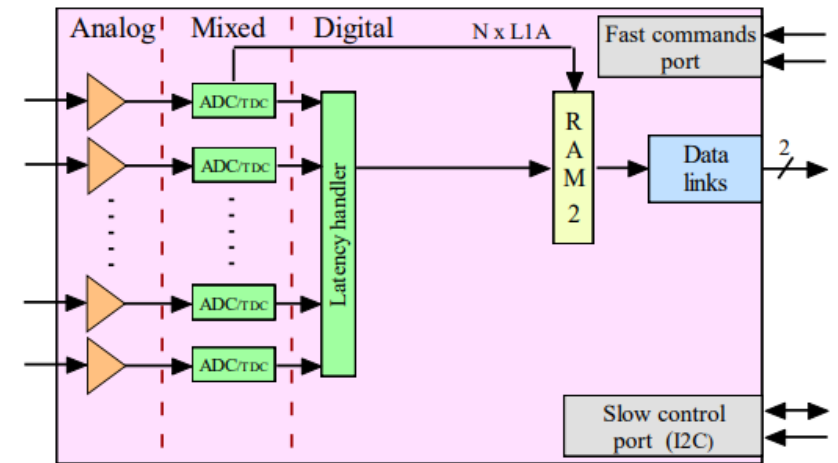 Analog Mixed Digital
N x L1A
Fast commands
port
ADC/TDC
ADC/TDC
ADC/TDC
ADC/TDC
Latency handler
R
A
M
2
Data
links
2
Slow control
port (I2C)